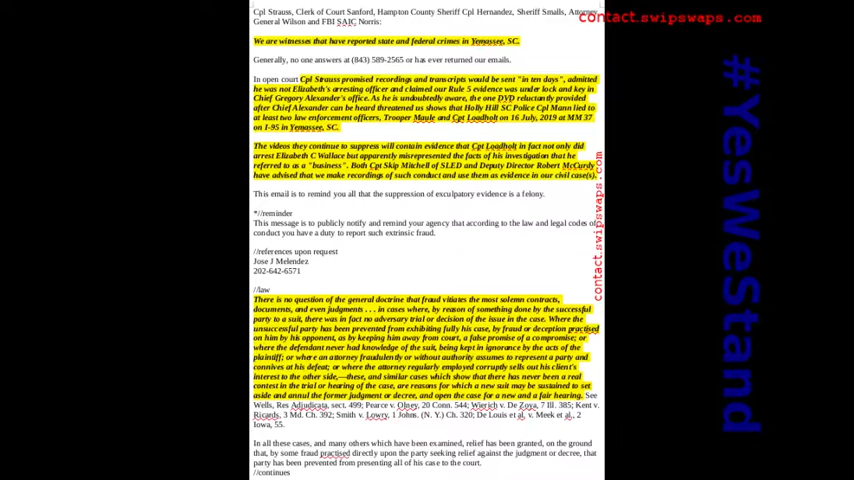 Cpl Strauss, Clerk of Court Sanford, Hampton County Sheriff Cpl Hernandez, Sheriff Smalls, Attorney
General Wilson and FBI SAIC Norris:
We are witnesses that have reported state and federal crimes in Yemassee, SC.
Generally, no one answers at (843) 589-2565 or has ever returned our emails.
In open court Cpl Strauss promised recordings and transcripts would be sent "in ten days", admitted
he was not Elizabeth's arresting officer and claimed our Rule 5 evidence was under lock and key in
Chief Gregory Alexander's office. As he is undoubtedly aware, the one DVD reluctantly provided
after Chief Alexander can be heard threatened us shows that Holly Hill SC Police Cpl Mann lied to
at least two law enforcement officers, Trooper Maule and Cpt Loadholt on 16 July, 2019 at MM 37
on I-95 in Yemassee, SC.
The videos they continue to suppress will contain evidence that Cpt Loadholt in fact not only did
arrest Elizabeth C Wallace but apparently misrepresented the facts of his investigation that he
referred to as a "business". Both Cpt Skip Mitchell of SLED and Deputy Director Robert McCurdy
have advised that we make recordings of such conduct and use them as evidence in our civil case(s).
This email is to remind you all that the suppression of exculpatory evidence is a felony.
*//reminder
This message is to publicly notify and remind your agency that according to the law and legal codes of
conduct you have a duty to report such extrinsic fraud.
//references upon request
Jose J Melendez
202-642-6571
//law
There is no question of the general doctrine that fraud vitiates the most solemn contracts,
documents, and even judgments . . . in cases where, by reason of something done by the successful
party to a suit, there was in fact no adversary trial or decision of the issue in the case. Where the
unsuccessful party has been prevented from exhibiting fully his case, by fraud or deception practised
on him by his opponent, as by keeping him away from court, a false promise of a compromise; or
where the defendant never had knowledge of the suit, being kept in ignorance by the acts of the
plaintiff; or where an attorney fraudulently or without authority assumes to represent a party and
connives at his defeat; or where the attorney regularly employed corruptly sells out his client's
interest to the other side,—these, and similar cases which show that there has never been a real
contest in the trial or hearing of the case, are reasons for which a new suit may be sustained to set
aside and annul the former judgment or decree, and open the case for a new and a fair hearing. See
Wells, Res Adjudicata, sect. 499; Pearce v. Olney, 20 Conn. 544; Wierich v. De Zoya, 7 Ill. 385; Kent v.
Ricards, 3 Md. Ch. 392; Smith v. Lowry, 1 Johns. (N.Y.) Ch. 320; De Louis et al. v. Meek et al., 2
Iowa, 55.
In all these cases, and many others which have been examined, relief has been granted, on the ground
that, by some fraud practised directly upon the party seeking relief against the judgment or decree, that
party has been prevented from presenting all of his case to the court.
//continues
contact.swipswaps.com
contact.swipswaps.com
#YesWeStand